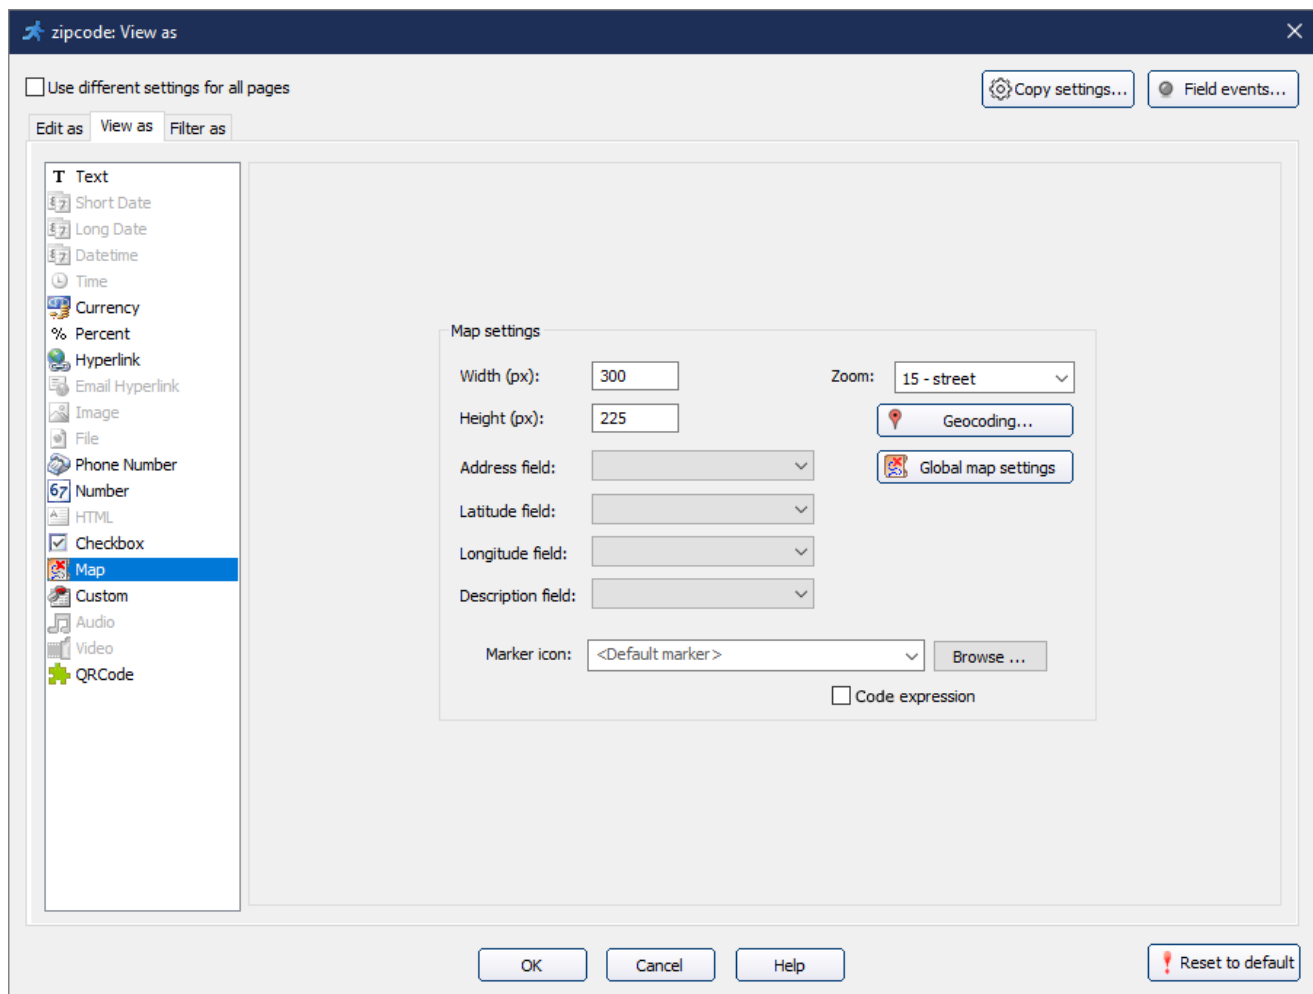 zipcode: View as
Use different settings for all pages
Copy settings...
Field events...
Edit as
View as
Filter as
T Text
Short Date
Long Date
Datetime
Time
Currency
% Percent
Hyperlink
Email Hyperlink
Image
File
Phone Number
67 Number
HTML
Checkbox
Map
Custom
Audio
Video
QRCode
Map settings
Width (px): 300
Zoom: 15 - street
Height (px): 225
Geocoding...
Address field:
Global map settings
Latitude field:
Longitude field:
Description field:
Marker icon: <Default marker>
Browse ...
Code expression
OK
Cancel
Help
Reset to default